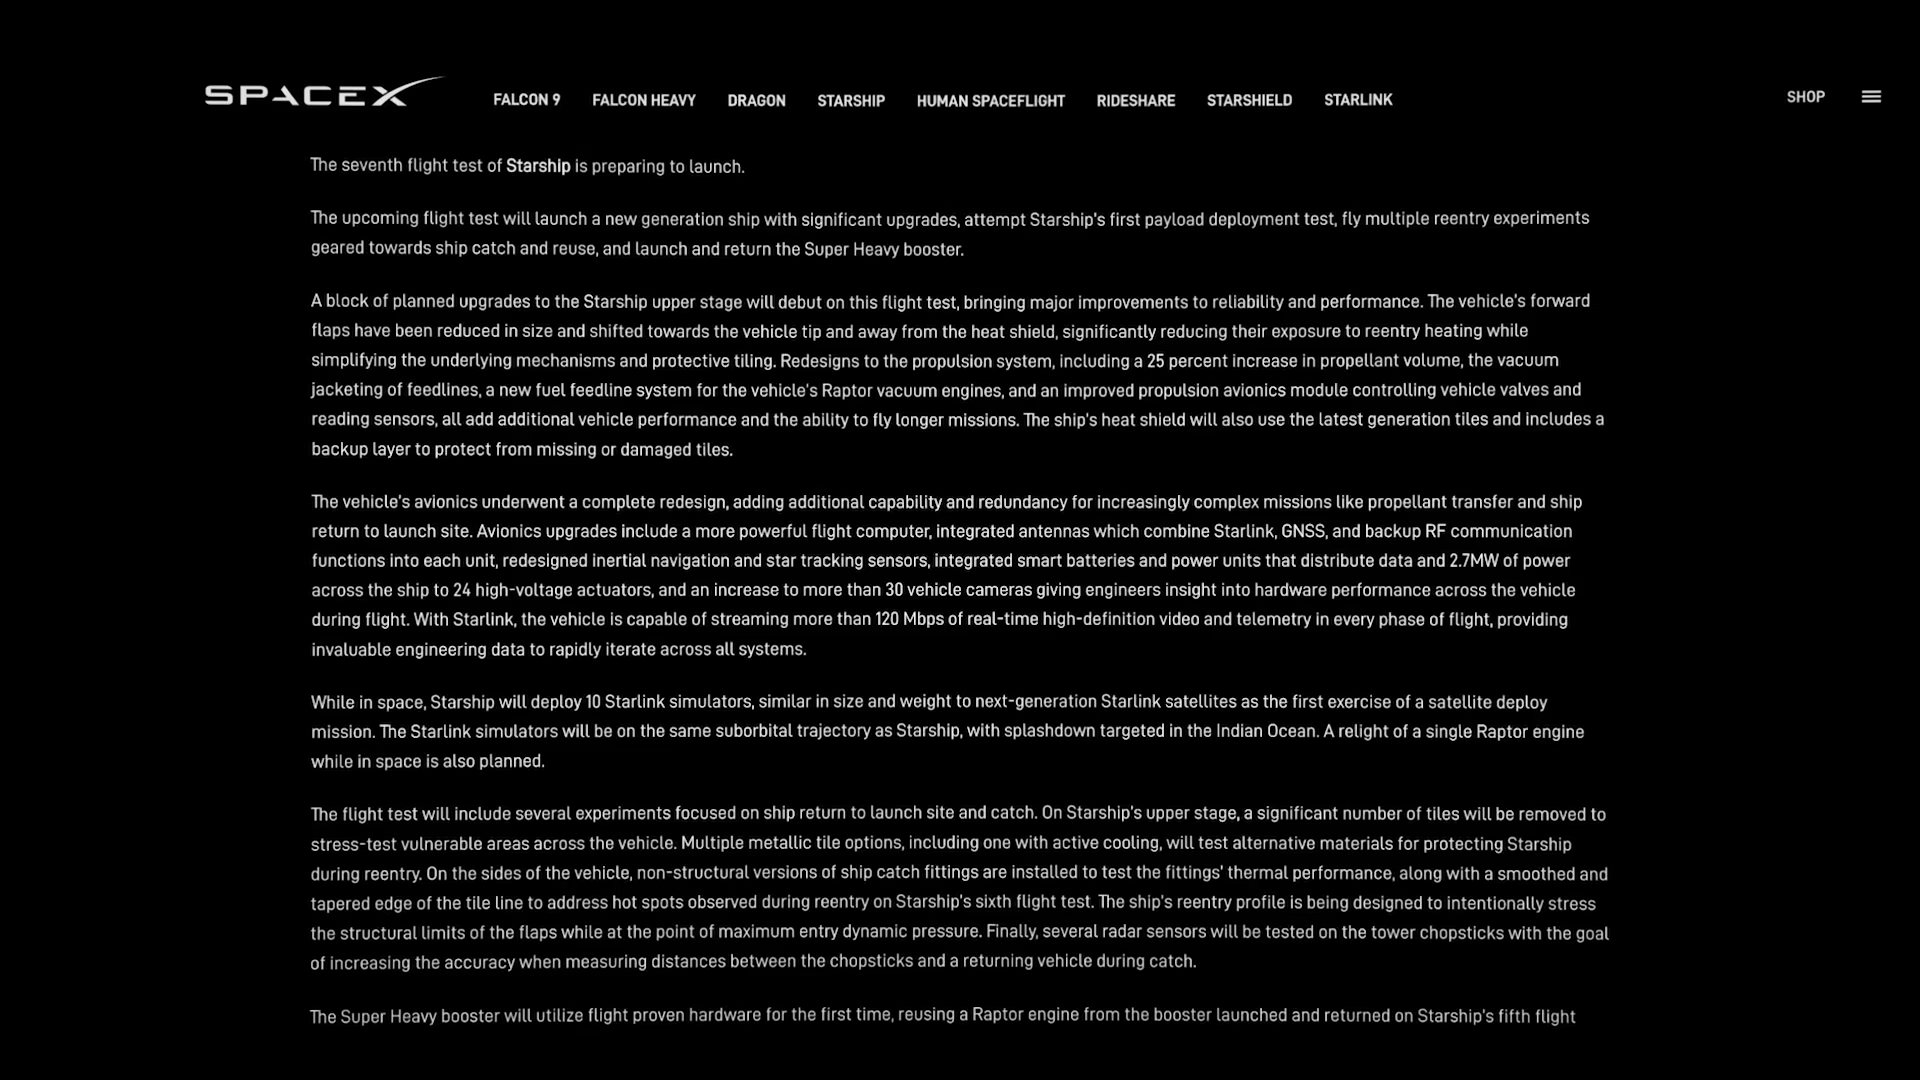 SPACEX FALCON 9 FALCON HEAVY DRAGON STARSHIP HUMAN SPACEFLIGHT RIDESHARE STARSHIELD STARLINK SHOP
The seventh flight test of Starship is preparing to launch.
The upcoming flight test will launch a new generation ship with significant upgrades, attempt Starship's first payload deployment test, fly multiple reentry experiments
geared towards ship catch and reuse, and launch and return the Super Heavy booster.
A block of planned upgrades to the Starship upper stage will debut on this flight test, bringing major improvements to reliability and performance. The vehicle's forward
flaps have been reduced in size and shifted towards the vehicle tip and away from the heat shield, significantly reducing their exposure to reentry heating while
simplifying the underlying mechanisms and protective tiling. Redesigns to the propulsion system, including a 25 percent increase in propellant volume, the vacuum
jacketing of feedlines, a new fuel feedline system for the vehicle's Raptor vacuum engines, and an improved propulsion avionics module controlling vehicle valves and
reading sensors, all add additional vehicle performance and the ability to fly longer missions. The ship's heat shield will also use the latest generation tiles and includes a
backup layer to protect from missing or damaged tiles.
The vehicle's avionics underwent a complete redesign, adding additional capability and redundancy for increasingly complex missions like propellant transfer and ship
return to launch site. Avionics upgrades include a more powerful flight computer, integrated antennas which combine Starlink, GNSS, and backup RF communication
functions into each unit, redesigned inertial navigation and star tracking sensors, integrated smart batteries and power units that distribute data and 2.7MW of power
across the ship to 24 high-voltage actuators, and an increase to more than 30 vehicle cameras giving engineers insight into hardware performance across the vehicle
during flight. With Starlink, the vehicle is capable of streaming more than 120 Mbps of real-time high-definition video and telemetry in every phase of flight, providing
invaluable engineering data to rapidly iterate across all systems.
While in space, Starship will deploy 10 Starlink simulators, similar in size and weight to next-generation Starlink satellites as the first exercise of a satellite deploy
mission. The Starlink simulators will be on the same suborbital trajectory as Starship, with splashdown targeted in the Indian Ocean. A relight of a single Raptor engine
while in space is also planned.
The flight test will include several experiments focused on ship return to launch site and catch. On Starship's upper stage, a significant number of tiles will be removed to
stress-test vulnerable areas across the vehicle. Multiple metallic tile options, including one with active cooling, will test alternative materials for protecting Starship
during reentry. On the sides of the vehicle, non-structural versions of ship catch fittings are installed to test the fittings' thermal performance, along with a smoothed and
tapered edge of the tile line to address hot spots observed during reentry on Starship's sixth flight test. The ship's reentry profile is being designed to intentionally stress
the structural limits of the flaps while at the point of maximum entry dynamic pressure. Finally, several radar sensors will be tested on the tower chopsticks with the goal
of increasing the accuracy when measuring distances between the chopsticks and a returning vehicle during catch.
The Super Heavy booster will utilize flight proven hardware for the first time, reusing a Raptor engine from the booster launched and returned on Starship's fifth flight